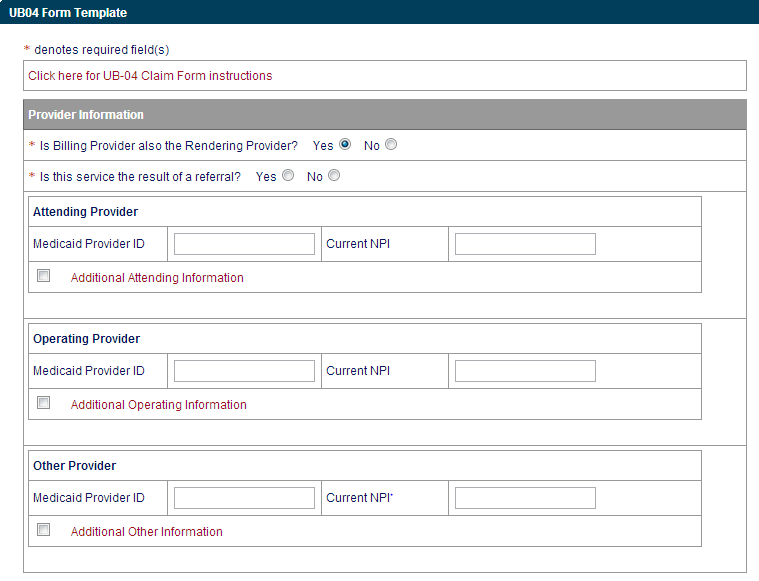 UB04 Form Template
* denotes required field(s)
Click here for UB-04 Claim Form instructions
Provider Information
* Is Billing Provider also the Rendering Provider? Yes No
* Is this service the result of a referral? Yes No
Attending Provider
Medicaid Provider ID Current NPI
Additional Attending Information
Operating Provider
Medicaid Provider ID Current NPI
Additional Operating Information
Other Provider
Medicaid Provider ID Current NPI*
Additional Other Information